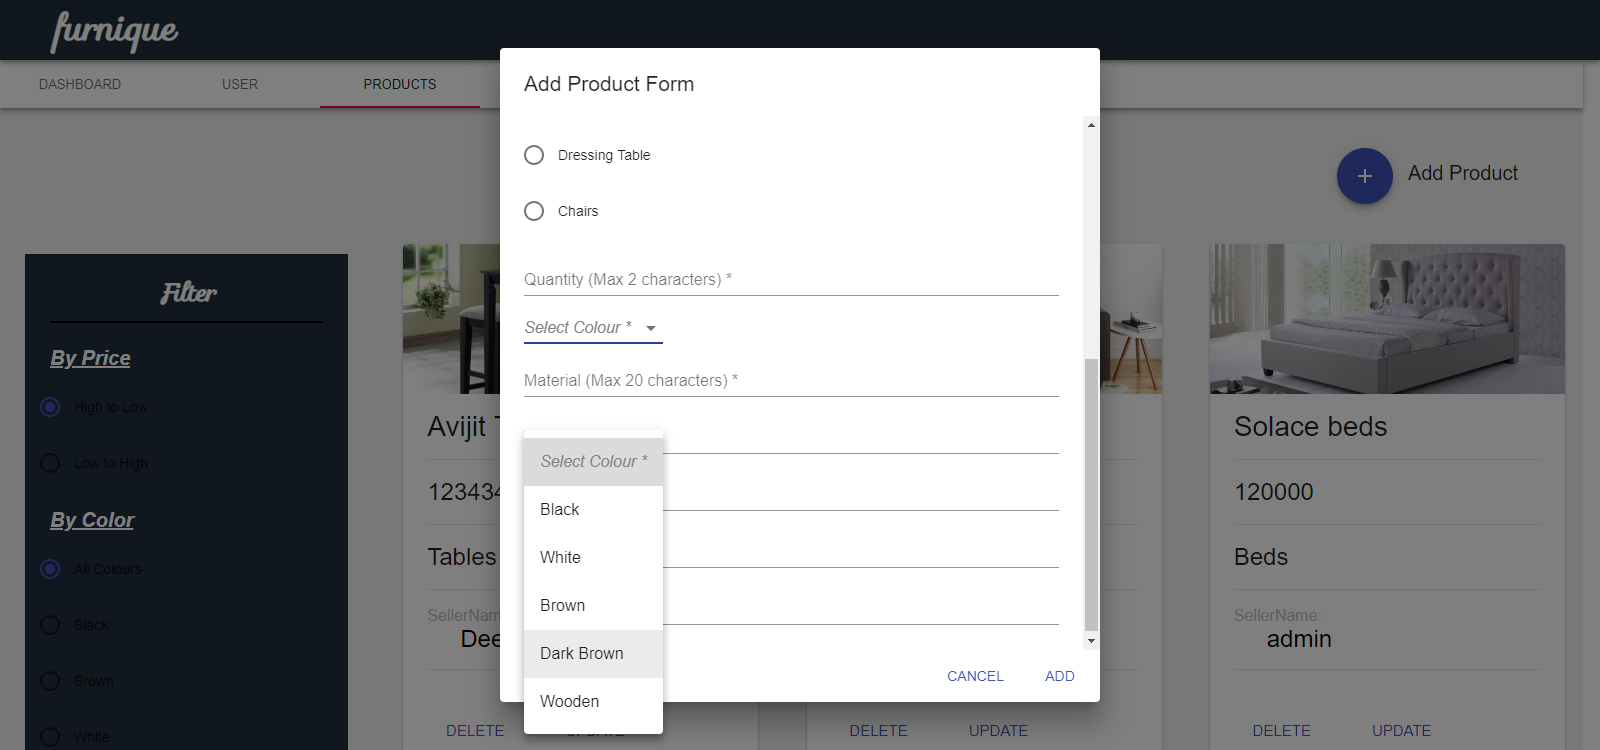 furnique
DASHBOARD
USER
PRODUCTS
Add Product Form
Dressing Table
Chairs
Quantity (Max 2 characters) *
Select Colour *
Material (Max 20 characters) *
Select Colour *
Black
White
Brown
Dark Brown
Wooden
CANCEL
ADD
+
Add Product
Filter
By Price
High to Low
Low to High
By Color
All Colours
Black
Brown
White
Avijit
Tables
DELETE
DELETE
UPDATE
Solace beds
120000
Beds
SellerName:
admin
DELETE
UPDATE